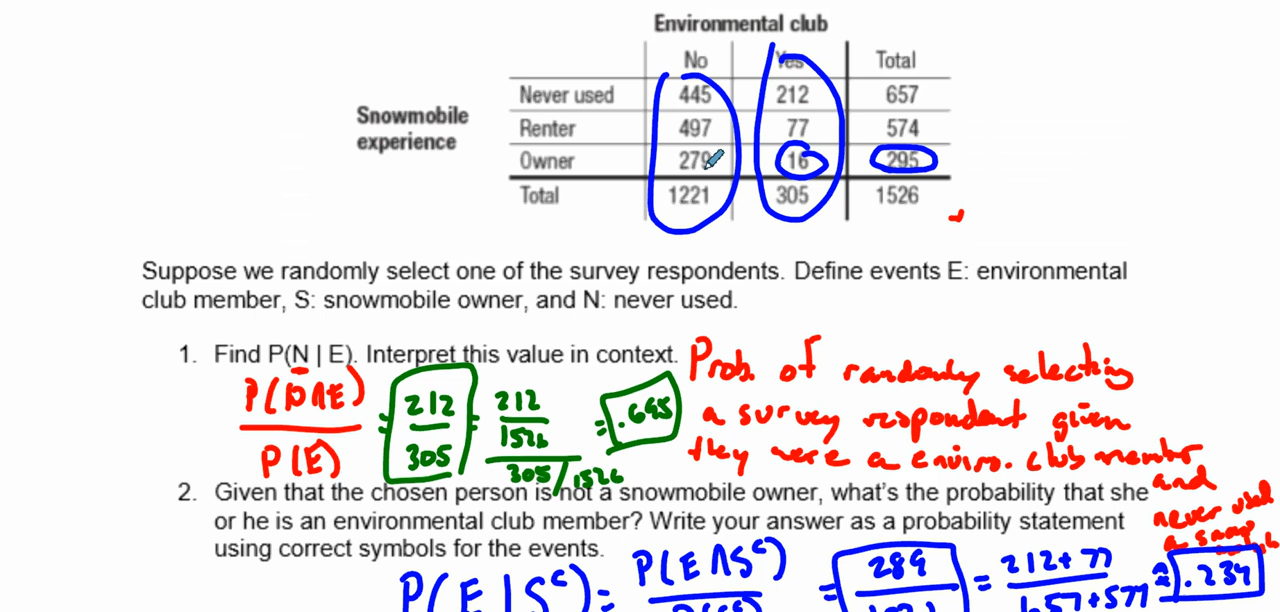 Environmental club
No Yes Total
Snowmobile experience
Never used 445 212 657
Renter 497 77 574
Owner 279 16 295
Total 1221 305 1526
Suppose we randomly select one of the survey respondents. Define events E: environmental
club member, S: snowmobile owner, and N: never used.
1. Find P(N | E). Interpret this value in context.
Prob. of randomly selecting
a survey respondent given
they were a enviro. club member
and
never used
a snow
P(N∩E) / P(E) = 212/305 = 212/1526 / 305/1526 = .695
2. Given that the chosen person is not a snowmobile owner, what's the probability that she
or he is an environmental club member? Write your answer as a probability statement
using correct symbols for the events.
P(E | Sᶜ) = P(E∩Sᶜ) = 289 = 212+77 ≈ .234
657+577